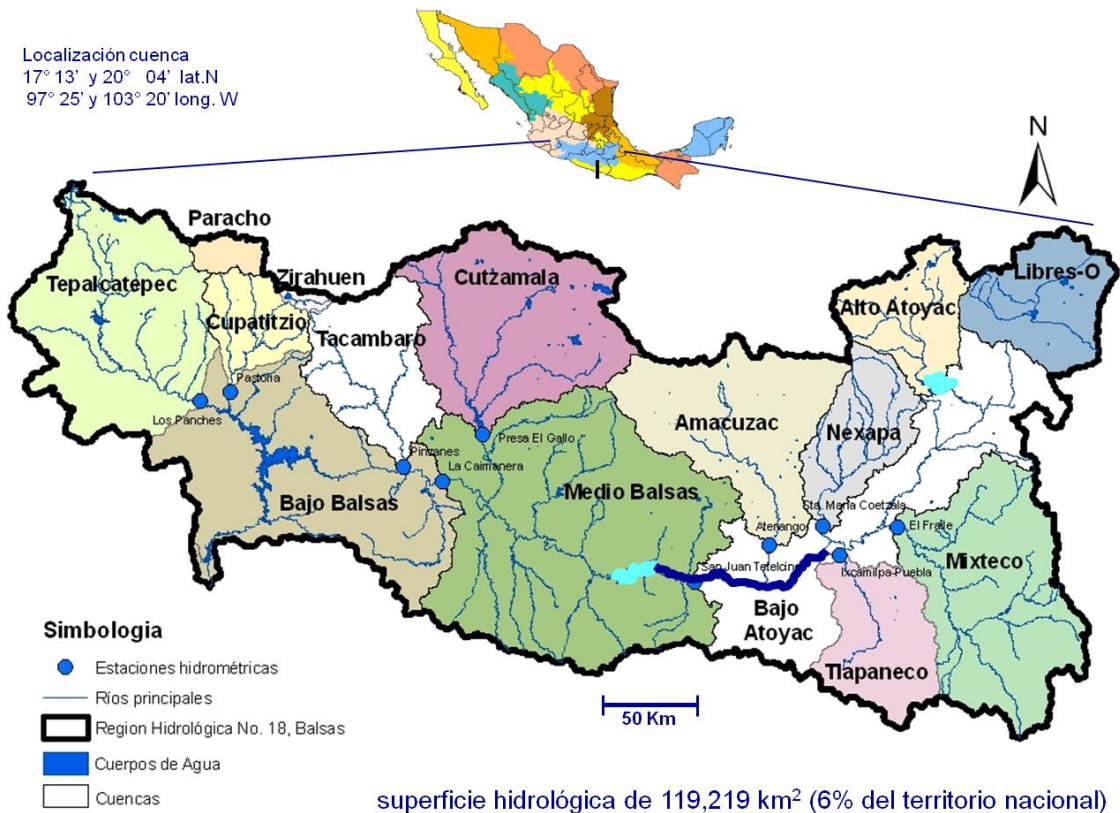 Localización cuenca
17° 13' y 20° 04' lat.N
97° 25' y 103° 20' long. W
N
Paracho
Tepalcatepec
Zirahuen
Cutzamala
Libres-O
Alto Atoyac
Cupatitzio
Tacambaro
Pastoria
Los Panches
Amacuzac
Nexapa
Presa El Gallo
Pinzanes
La Caimanera
Bajo Balsas
Medio Balsas
Sta. Maria Coetzala
Atenango
El Fraile
San Juan Tetelcingo
Ixcamilpa-Puebla
Mixteco
Bajo
Atoyac
Tlapaneco
50 Km
Simbologia
Estaciones hidrométricas
Ríos principales
Region Hidrológica No. 18, Balsas
Cuerpos de Agua
Cuencas
superficie hidrológica de 119,219 km² (6% del territorio nacional)